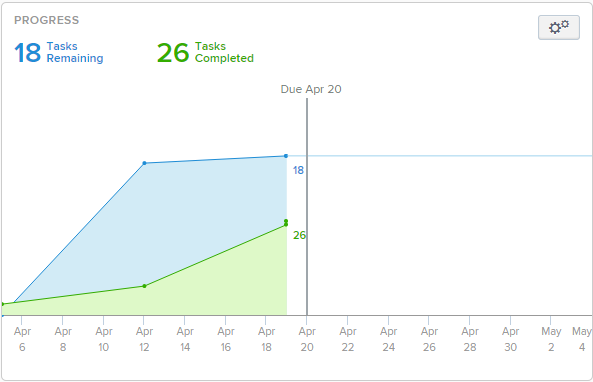 PROGRESS
18 Tasks Remaining
26 Tasks Completed
Due Apr 20
18
26
Apr Apr Apr Apr Apr Apr Apr Apr Apr Apr Apr Apr Apr May May
6 8 10 12 14 16 18 20 22 24 26 28 30 2 4